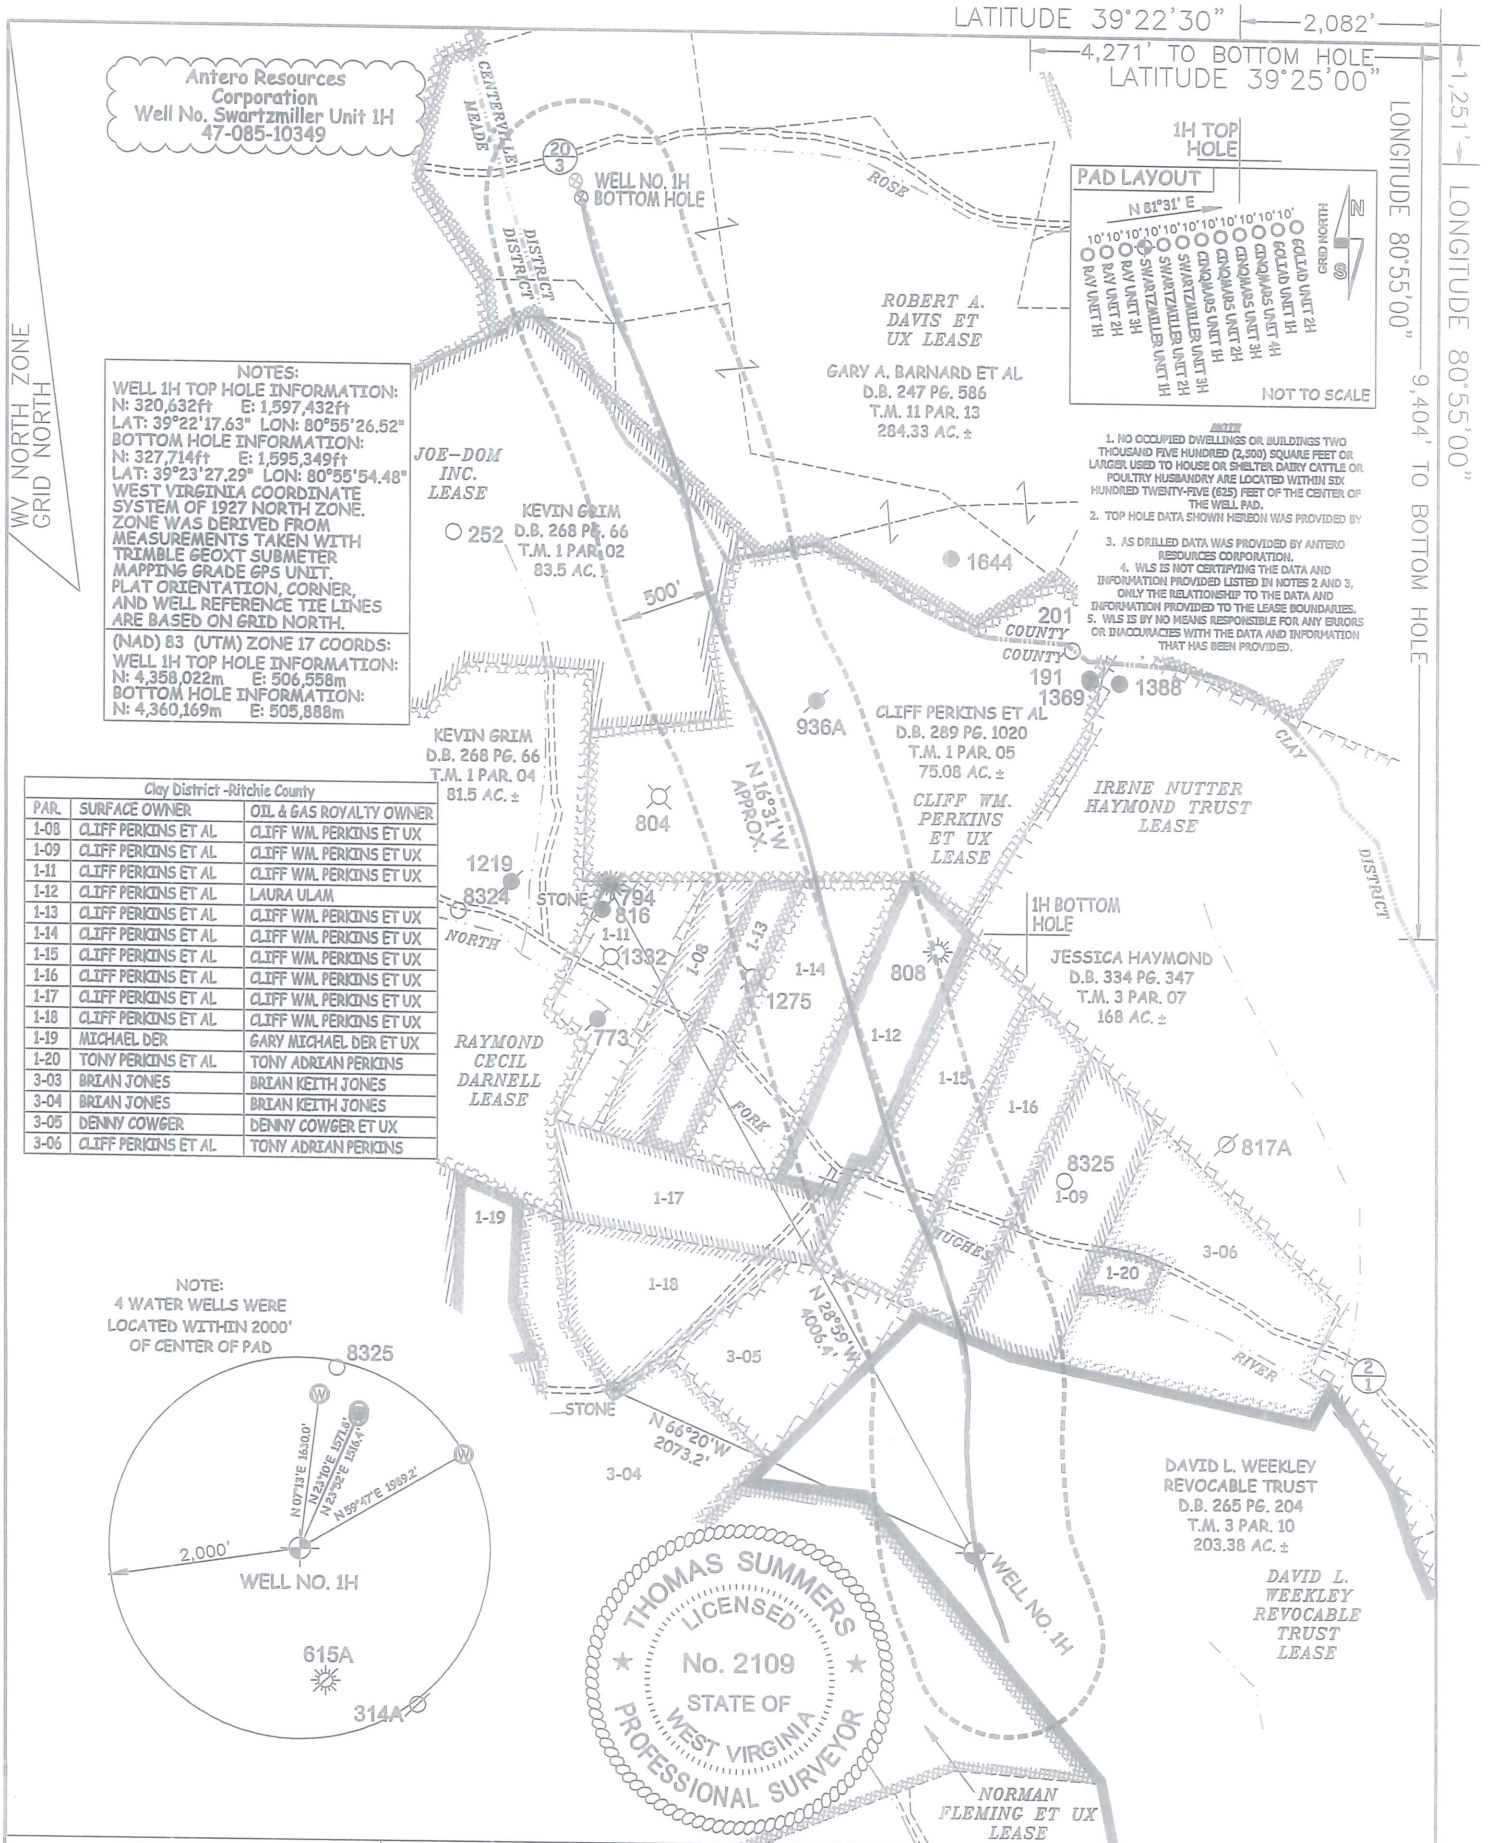 LATITUDE 39°22'30"
2,082'
4,271' TO BOTTOM HOLE
LATITUDE 39°25'00"
1,251'
LONGITUDE 80°55'00"
LONGITUDE 80°55'00"
9,404' TO BOTTOM HOLE
Antero Resources
Corporation
Well No. Swartzmiller Unit 1H
47-085-10349
WV NORTH ZONE
GRID NORTH
CENTERVILLE
MEADE
DISTRICT
DISTRICT
20
3
WELL NO. 1H
BOTTOM HOLE
ROSE
1H TOP
HOLE
PAD LAYOUT
N 81°31' E
10' 10' 10' 10' 10' 10' 10' 10' 10' 10' 10'
RAY UNIT 1H
RAY UNIT 2H
RAY UNIT 3H
SWARTZMILLER UNIT 1H
SWARTZMILLER UNIT 2H
SWARTZMILLER UNIT 3H
CINQMARS UNIT 1H
CINQMARS UNIT 2H
CINQMARS UNIT 3H
CINQMARS UNIT 4H
GOLIAD UNIT 1H
GOLIAD UNIT 2H
GRID NORTH
N
S
NOT TO SCALE
ROBERT A.
DAVIS ET
UX LEASE
GARY A. BARNARD ET AL
D.B. 247 PG. 586
T.M. 11 PAR. 13
284.33 AC. ±
NOTES:
WELL 1H TOP HOLE INFORMATION:
N: 320,632ft E: 1,597,432ft
LAT: 39°22'17.63" LON: 80°55'26.52"
BOTTOM HOLE INFORMATION:
N: 327,714ft E: 1,595,349ft
LAT: 39°23'27.29" LON: 80°55'54.48"
WEST VIRGINIA COORDINATE
SYSTEM OF 1927 NORTH ZONE.
ZONE WAS DERIVED FROM
MEASUREMENTS TAKEN WITH
TRIMBLE GEOXT SUBMETER
MAPPING GRADE GPS UNIT.
PLAT ORIENTATION, CORNER,
AND WELL REFERENCE TIE LINES
ARE BASED ON GRID NORTH.
(NAD) 83 (UTM) ZONE 17 COORDS:
WELL 1H TOP HOLE INFORMATION:
N: 4,358,022m E: 506,558m
BOTTOM HOLE INFORMATION:
N: 4,360,169m E: 505,888m
NOTE
1. NO OCCUPIED DWELLINGS OR BUILDINGS TWO
THOUSAND FIVE HUNDRED (2,500) SQUARE FEET OR
LARGER USED TO HOUSE OR SHELTER DAIRY CATTLE OR
POULTRY HUSBANDRY ARE LOCATED WITHIN SIX
HUNDRED TWENTY-FIVE (625) FEET OF THE CENTER OF
THE WELL PAD.
2. TOP HOLE DATA SHOWN HEREON WAS PROVIDED BY
3. AS DRILLED DATA WAS PROVIDED BY ANTERO
RESOURCES CORPORATION.
4. WLS IS NOT CERTIFYING THE DATA AND
INFORMATION PROVIDED LISTED IN NOTES 2 AND 3,
ONLY THE RELATIONSHIP TO THE DATA AND
INFORMATION PROVIDED TO THE LEASE BOUNDARIES.
5. WLS IS BY NO MEANS RESPONSIBLE FOR ANY ERRORS
OR INACCURACIES WITH THE DATA AND INFORMATION
THAT HAS BEEN PROVIDED.
JOE-DOM
INC.
LEASE
252
KEVIN GRIM
D.B. 268 PG. 66
T.M. 1 PAR. 02
83.5 AC. ±
500'
1644
201
COUNTY
COUNTY
191
1369
1388
936A
CLIFF PERKINS ET AL
D.B. 289 PG. 1020
T.M. 1 PAR. 05
75.08 AC. ±
CLIFF WM.
PERKINS
ET UX
LEASE
CLAY
DISTRICT
IRENE NUTTER
HAYMOND TRUST
LEASE
KEVIN GRIM
D.B. 268 PG. 66
T.M. 1 PAR. 04
81.5 AC. ±
804
N 16°31'W
APPROX.
Clay District -Ritchie County
PAR. SURFACE OWNER OIL & GAS ROYALTY OWNER
1-08 CLIFF PERKINS ET AL CLIFF WM. PERKINS ET UX
1-09 CLIFF PERKINS ET AL CLIFF WM. PERKINS ET UX
1-11 CLIFF PERKINS ET AL CLIFF WM. PERKINS ET UX
1-12 CLIFF PERKINS ET AL LAURA ULAM
1-13 CLIFF PERKINS ET AL CLIFF WM. PERKINS ET UX
1-14 CLIFF PERKINS ET AL CLIFF WM. PERKINS ET UX
1-15 CLIFF PERKINS ET AL CLIFF WM. PERKINS ET UX
1-16 CLIFF PERKINS ET AL CLIFF WM. PERKINS ET UX
1-17 CLIFF PERKINS ET AL CLIFF WM. PERKINS ET UX
1-18 CLIFF PERKINS ET AL CLIFF WM. PERKINS ET UX
1-19 MICHAEL DER GARY MICHAEL DER ET UX
1-20 TONY PERKINS ET AL TONY ADRIAN PERKINS
3-03 BRIAN JONES BRIAN KEITH JONES
3-04 BRIAN JONES BRIAN KEITH JONES
3-05 DENNY COWGER DENNY COWGER ET UX
3-06 CLIFF PERKINS ET AL TONY ADRIAN PERKINS
1219
8324
NORTH
STONE
794
816
1-11
1332
773
1-08
1-13
1275
1-14
808
1-12
1H BOTTOM
HOLE
JESSICA HAYMOND
D.B. 334 PG. 347
T.M. 3 PAR. 07
168 AC. ±
RAYMOND
CECIL
DARNELL
LEASE
FORK
1-15
1-16
8325
1-09
817A
1-17
1-19
1-18
HUGHES
1-20
3-06
RIVER
2
1
N 28°59'W
4006.4'
3-05
STONE
N 66°20'W
2073.2'
3-04
NOTE:
4 WATER WELLS WERE
LOCATED WITHIN 2000'
OF CENTER OF PAD
8325
W
W
N 07°13'E 1630.0'
N 23°10'E 1571.8'
N 23°52'E 1516.4'
N 59°47'E 1989.2'
2,000'
WELL NO. 1H
615A
314A
THOMAS SUMMERS
LICENSED
No. 2109
STATE OF
WEST VIRGINIA
PROFESSIONAL SURVEYOR
WELL NO. 1H
DAVID L. WEEKLEY
REVOCABLE TRUST
D.B. 265 PG. 204
T.M. 3 PAR. 10
203.38 AC. ±
DAVID L.
WEEKLEY
REVOCABLE
TRUST
LEASE
NORMAN
FLEMING ET UX
LEASE